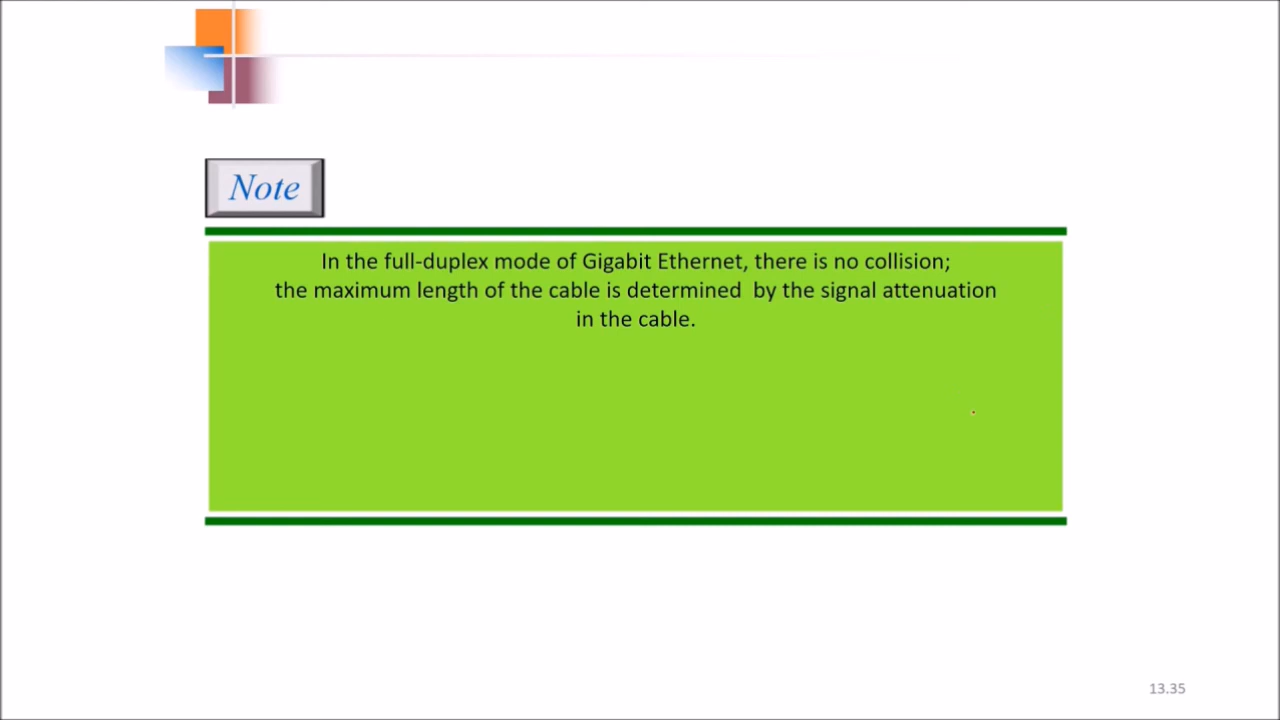 Note
In the full-duplex mode of Gigabit Ethernet, there is no collision;
the maximum length of the cable is determined  by the signal attenuation
in the cable.
13.35